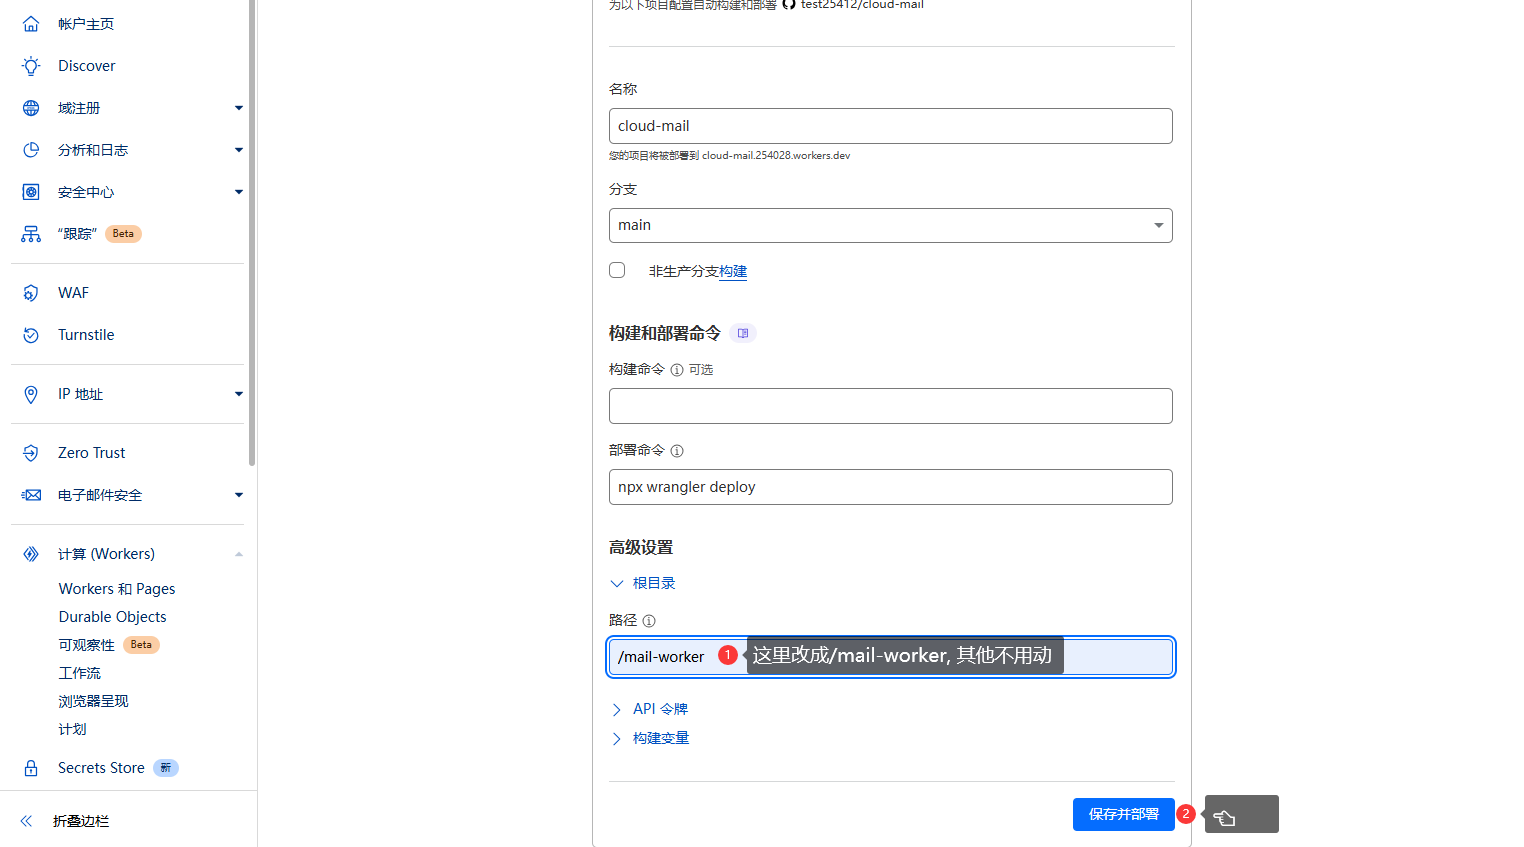 帐户主页
Discover
域注册
分析和日志
安全中心
“跟踪” Beta
WAF
Turnstile
IP 地址
Zero Trust
电子邮件安全
计算 (Workers)
Workers 和 Pages
Durable Objects
可观察性 Beta
工作流
浏览器呈现
计划
Secrets Store 新
折叠边栏
为以下项目配置自动构建和部署 test25412/cloud-mail
名称
cloud-mail
您的项目将被部署到 cloud-mail.254028.workers.dev
分支
main
非生产分支构建
构建和部署命令
构建命令 可选
部署命令
npx wrangler deploy
高级设置
根目录
路径
/mail-worker 1 这里改成/mail-worker, 其他不用动
API 令牌
构建变量
保存并部署 2